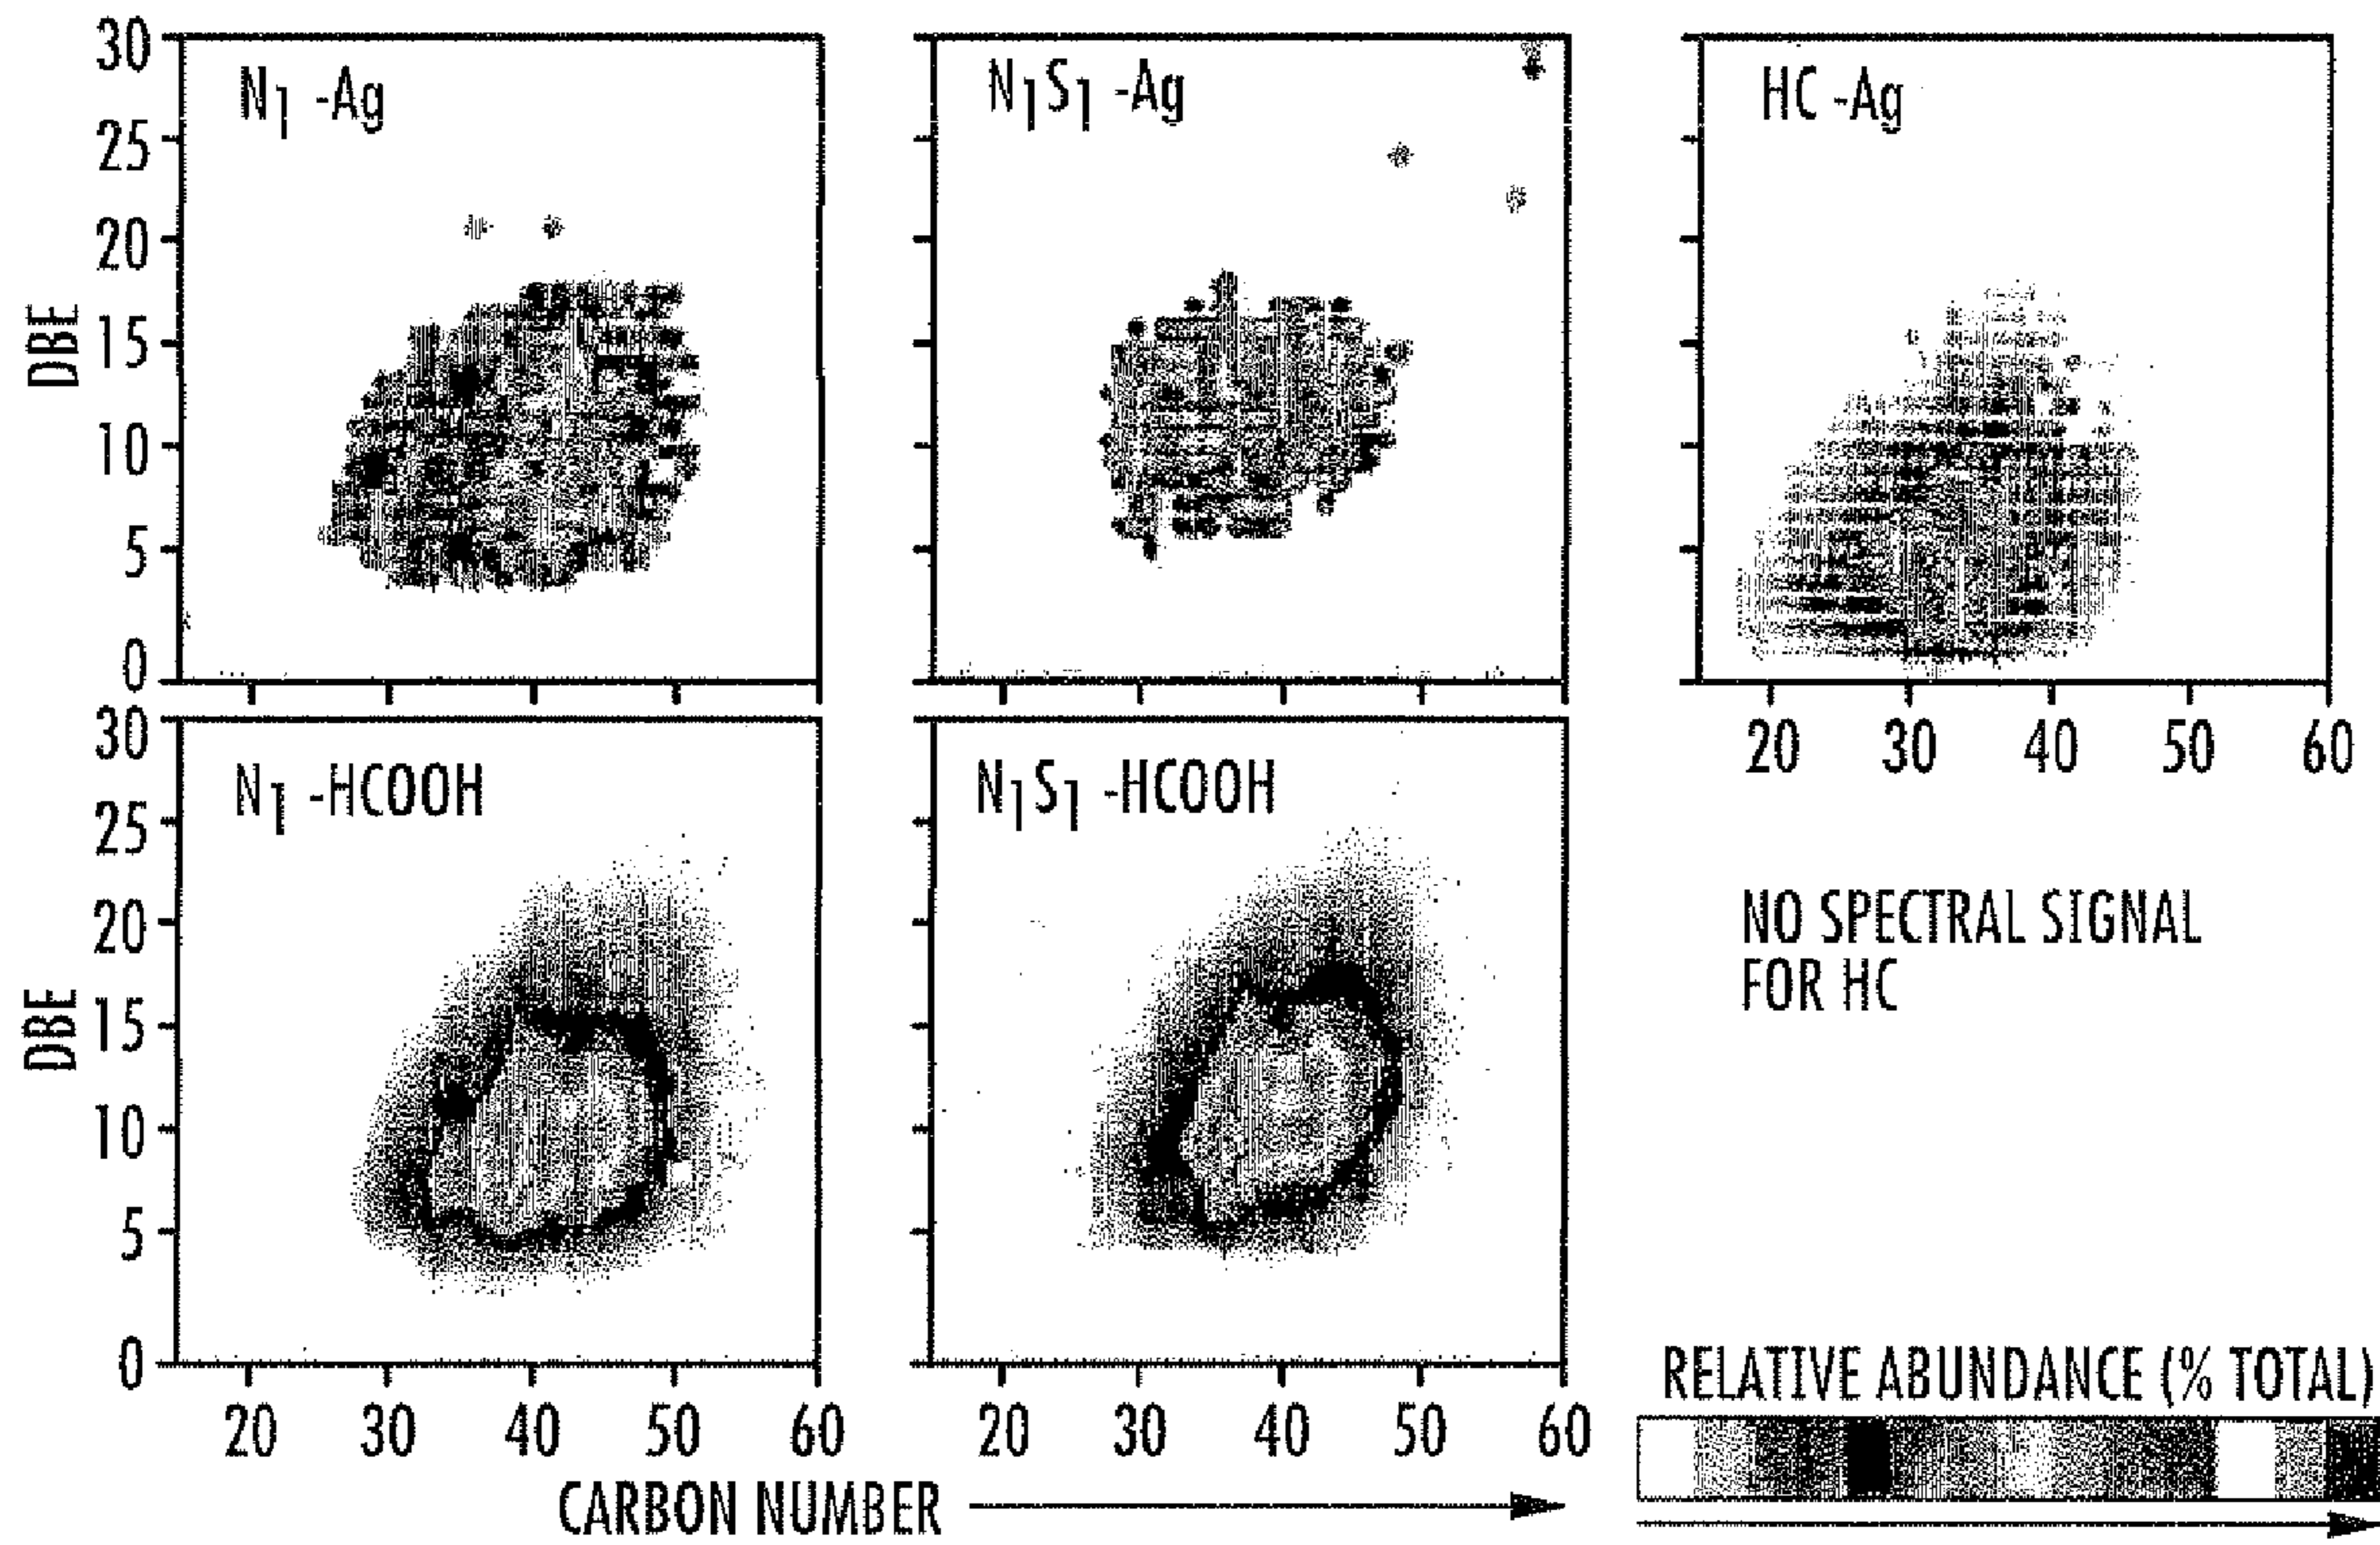 30
25
20
15
10
5
0
DBE
N1 -Ag
N1S1 -Ag
HC -Ag
20 30 40 50 60
30
25
20
15
10
5
0
DBE
N1 -HCOOH
N1S1 -HCOOH
NO SPECTRAL SIGNAL
FOR HC
20 30 40 50 60
20 30 40 50 60
CARBON NUMBER
RELATIVE ABUNDANCE (% TOTAL)